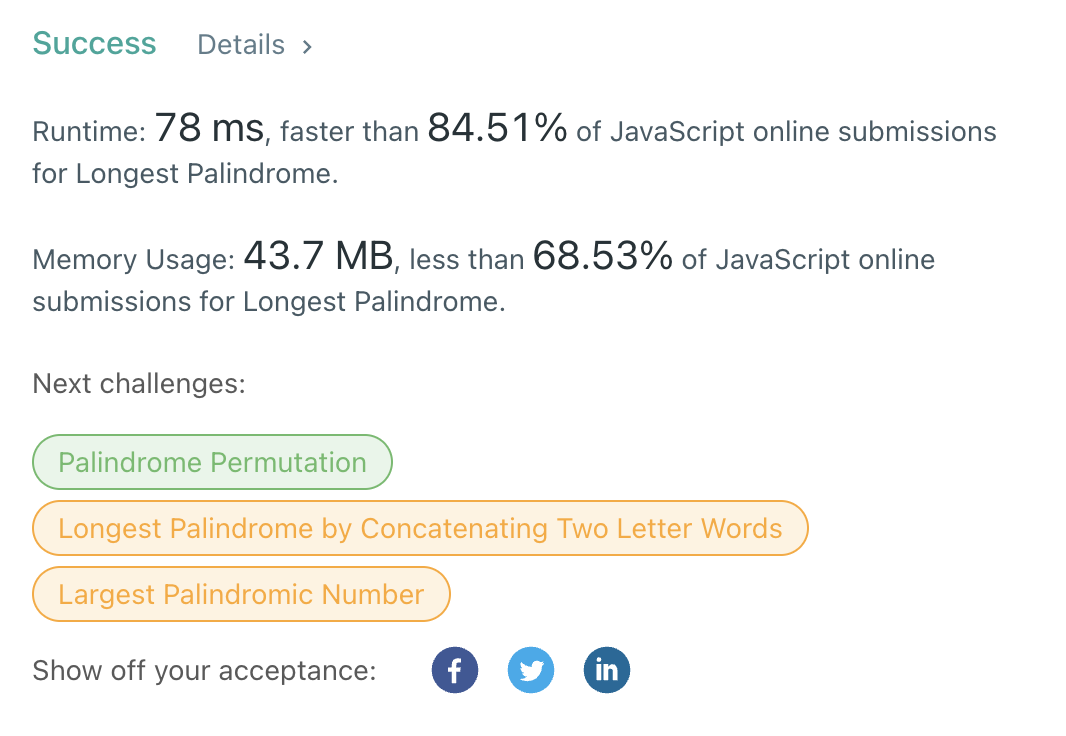 Success Details >
Runtime: 78 ms, faster than 84.51% of JavaScript online submissions
for Longest Palindrome.
Memory Usage: 43.7 MB, less than 68.53% of JavaScript online
submissions for Longest Palindrome.
Next challenges:
Palindrome Permutation
Longest Palindrome by Concatenating Two Letter Words
Largest Palindromic Number
Show off your acceptance: f in